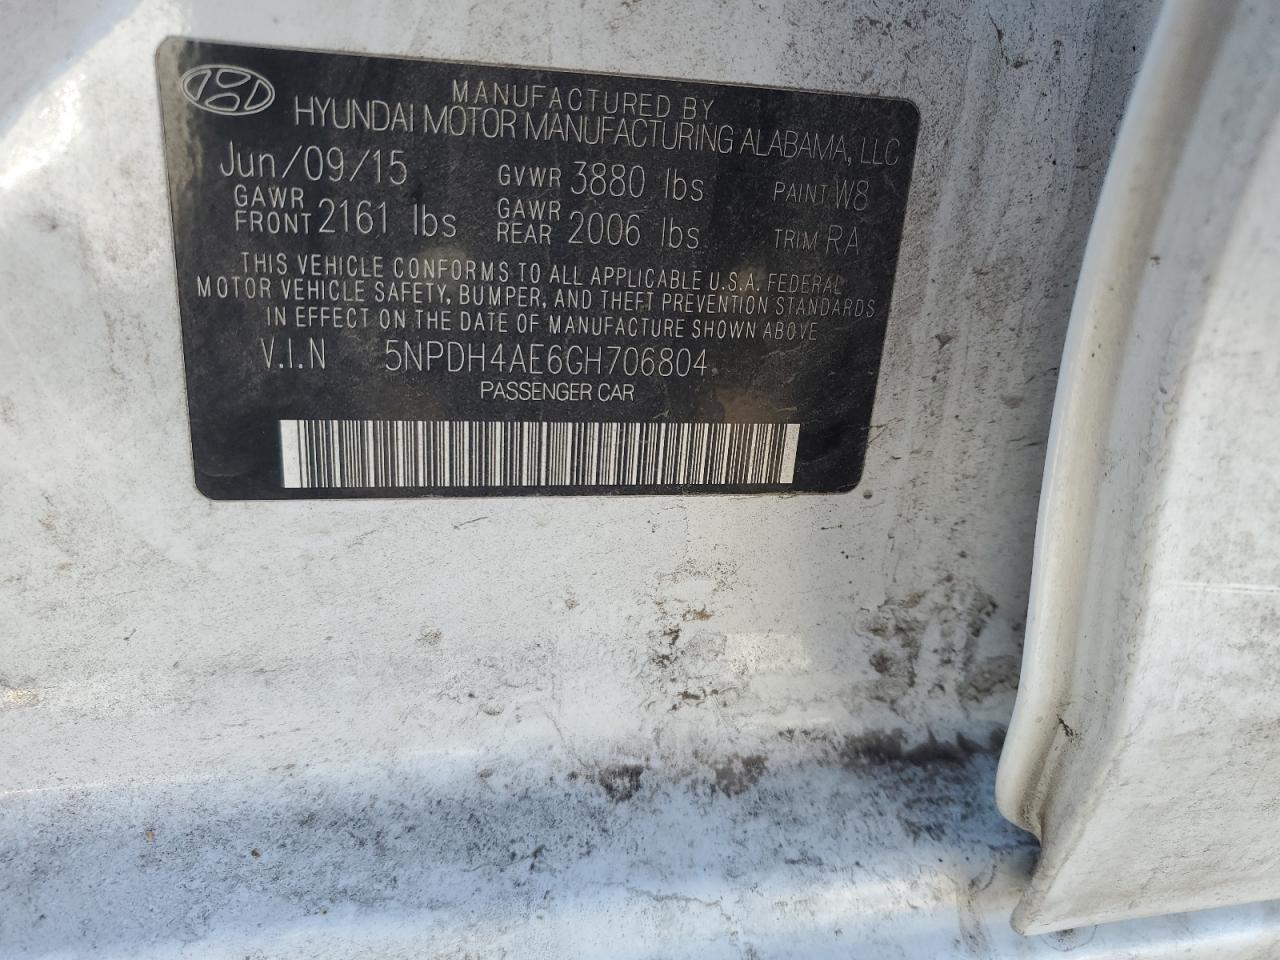 MANUFACTURED BY
HYUNDAI MOTOR MANUFACTURING ALABAMA, LLC
Jun/09/15 GVWR 3880 lbs PAINT W8
GAWR FRONT 2161 lbs GAWR REAR 2006 lbs TRIM RA
THIS VEHICLE CONFORMS TO ALL APPLICABLE U.S.A. FEDERAL
MOTOR VEHICLE SAFETY, BUMPER, AND THEFT PREVENTION STANDARDS
IN EFFECT ON THE DATE OF MANUFACTURE SHOWN ABOVE
V.I.N 5NPDH4AE6GH706804
PASSENGER CAR